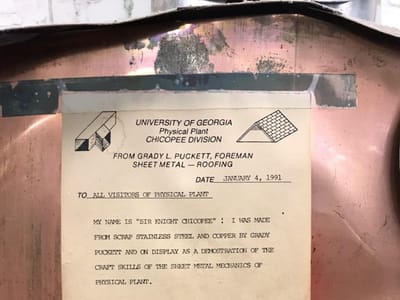 UNIVERSITY OF GEORGIA
Physical Plant
CHICOPEE DIVISION
FROM GRADY L. PUCKETT, FOREMAN
SHEET METAL — ROOFING
DATE JANUARY 4, 1991
TO ALL VISITORS OF PHYSICAL PLANT
MY NAME IS "SIR KNIGHT CHICOPEE" ! I WAS MADE
FROM SCRAP STAINLESS STEEL AND COPPER BY GRADY
PUCKETT AND ON DISPLAY AS A DEMOSTRATION OF THE
CRAFT SKILLS OF THE SHEET METAL MECHANICS OF
PHYSICAL PLANT.